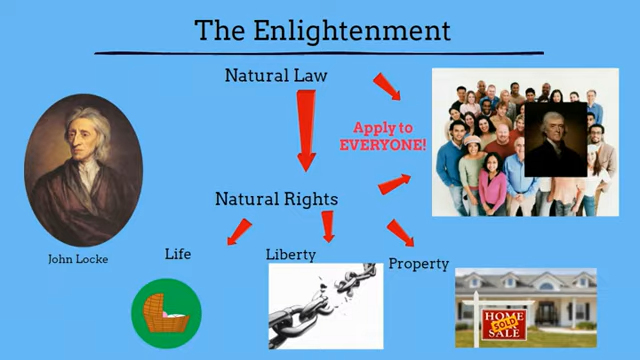 The Enlightenment
Natural Law
Apply to
EVERYONE!
Natural Rights
John Locke
Life
Liberty
Property
HOME
SOLD
SALE